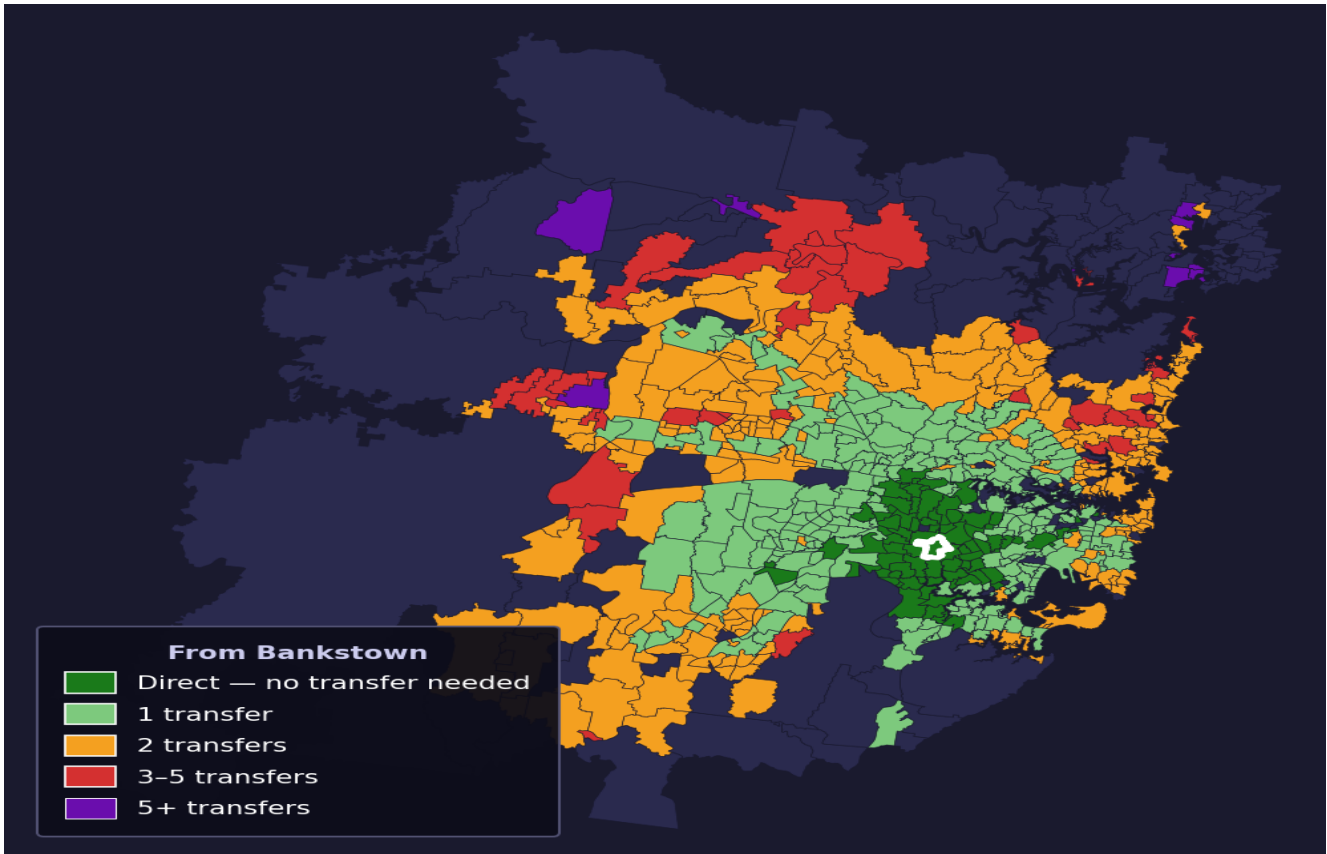 From Bankstown
Direct — no transfer needed
1 transfer
2 transfers
3–5 transfers
5+ transfers